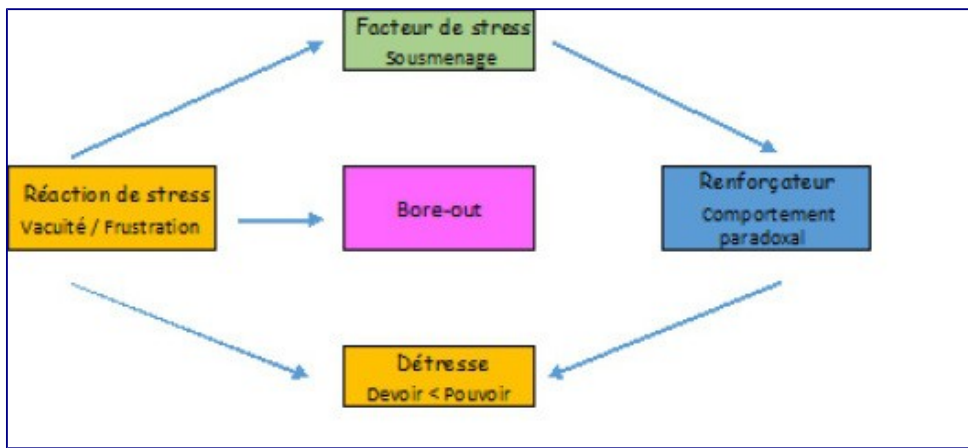 Facteur de stress
Sousmenage
Réaction de stress
Vacuité / Frustration
Bore-out
Renforçateur
Comportement
paradoxal
Détresse
Devoir < Pouvoir